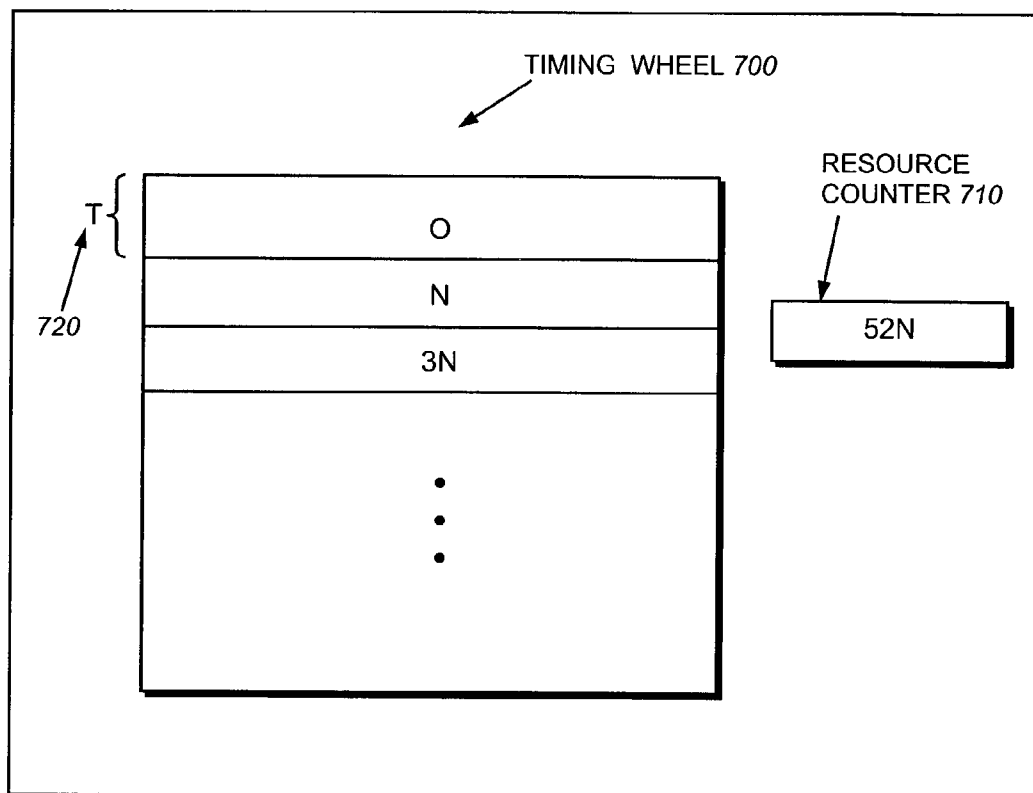 TIMING WHEEL 700
RESOURCE
COUNTER 710
T
O
N
52N
720
3N